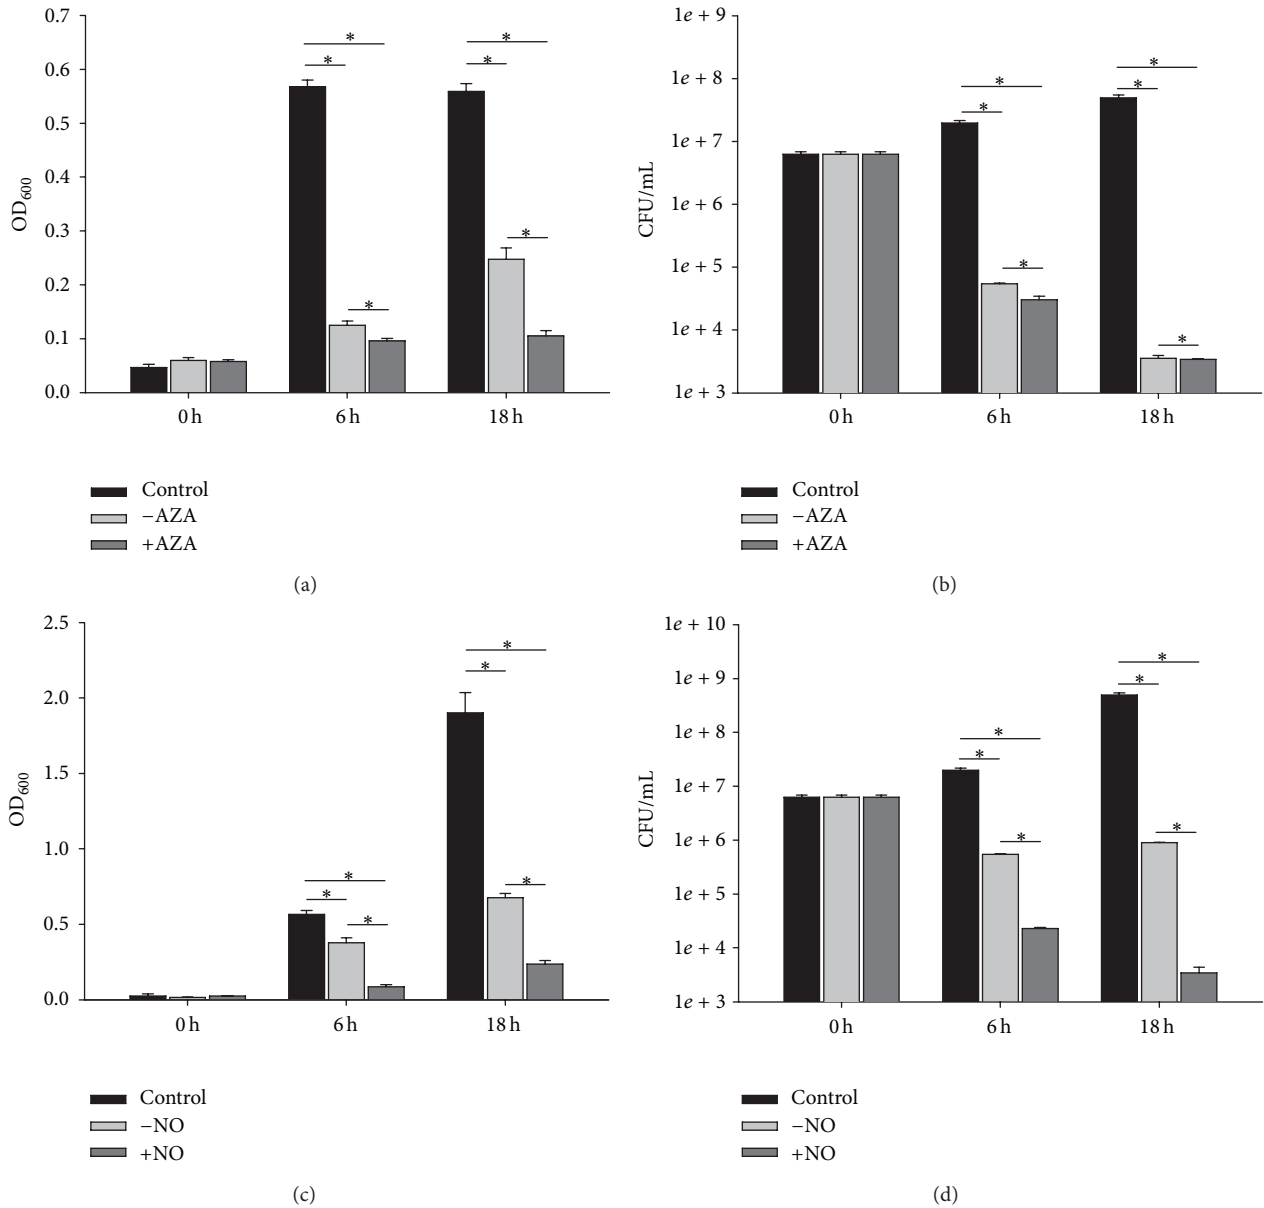 0.7
0.6
0.5
0.4
0.3
0.2
0.1
0.0
OD600
* * * * * *
0 h 6 h 18 h
Control
−AZA
+AZA
(a)
1e + 9
1e + 8
1e + 7
1e + 6
1e + 5
1e + 4
1e + 3
CFU/mL
* * * * * *
0 h 6 h 18 h
Control
−AZA
+AZA
(b)
2.5
2.0
1.5
1.0
0.5
0.0
OD600
* * * * * *
0 h 6 h 18 h
Control
−NO
+NO
(c)
1e + 10
1e + 9
1e + 8
1e + 7
1e + 6
1e + 5
1e + 4
1e + 3
CFU/mL
* * * * * *
0 h 6 h 18 h
Control
−NO
+NO
(d)